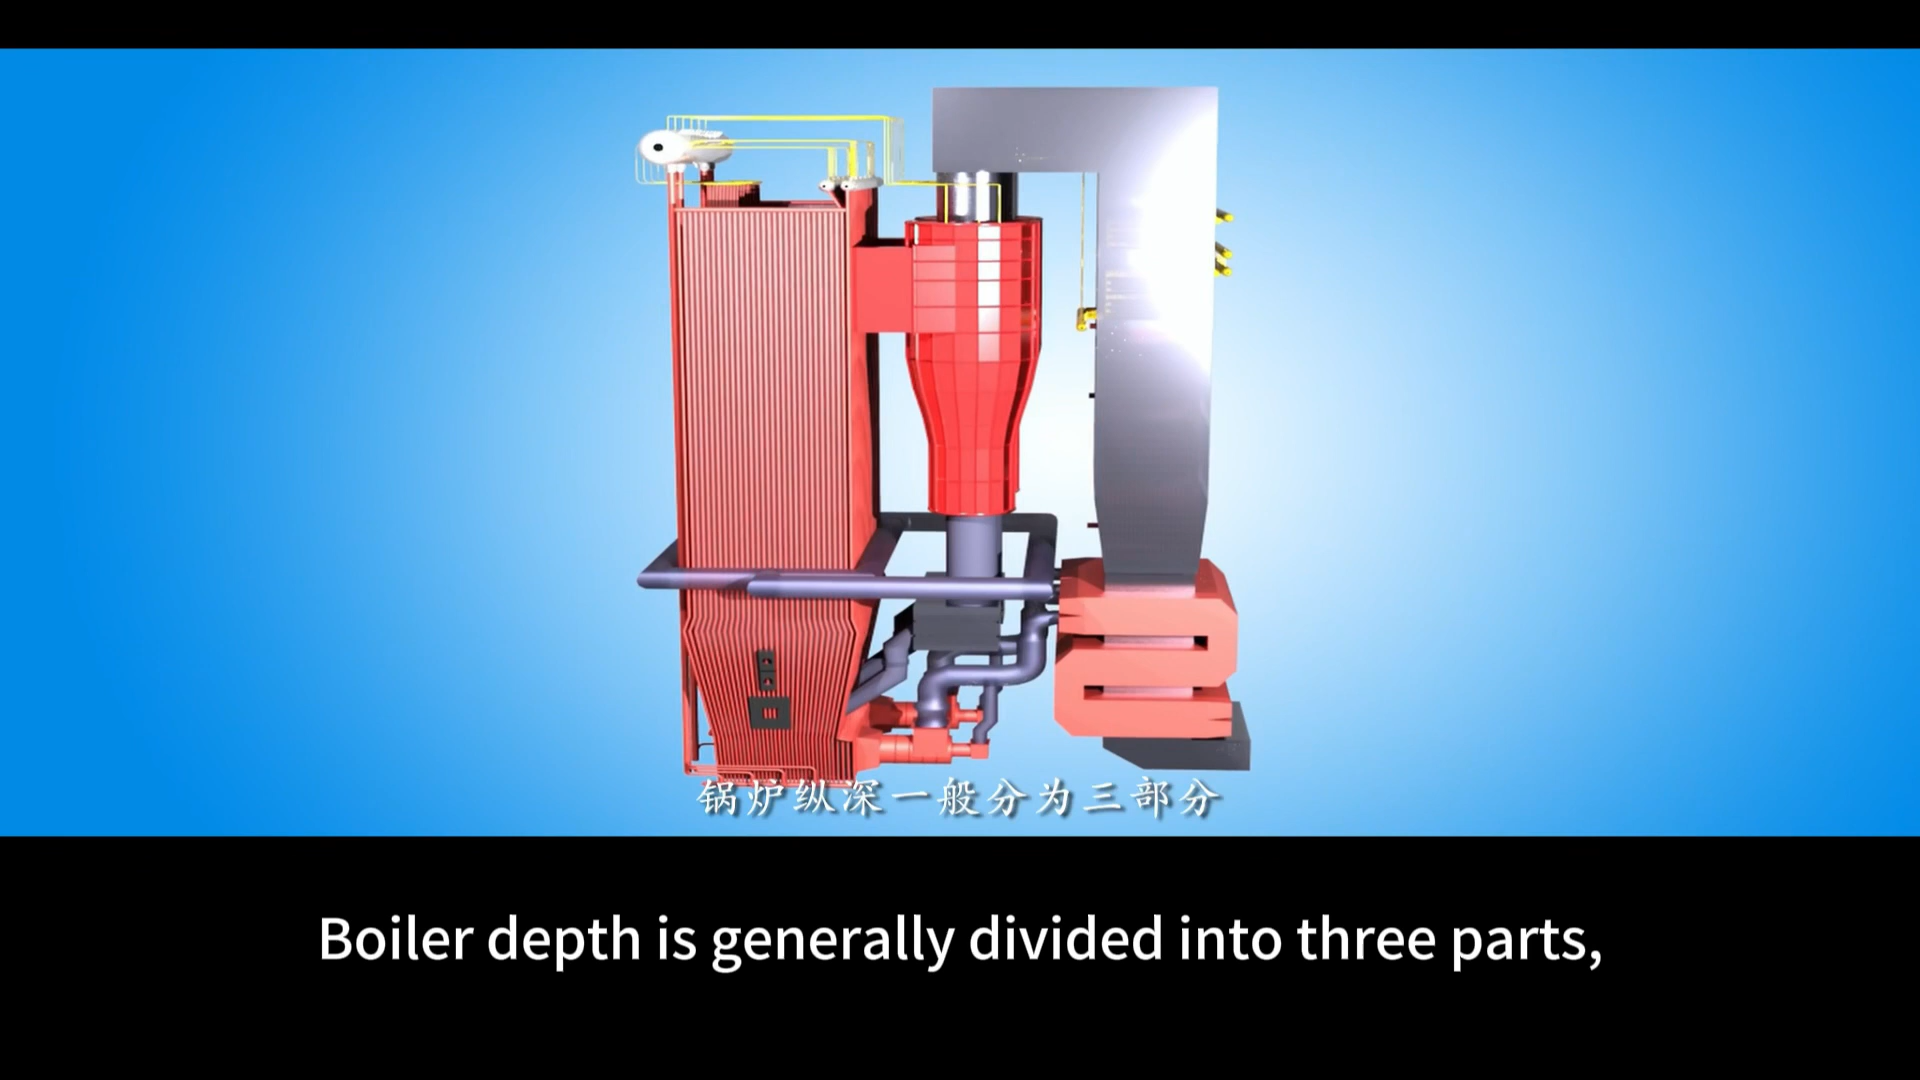 锅炉纵深一般分为三部分
Boiler depth is generally divided into three parts,